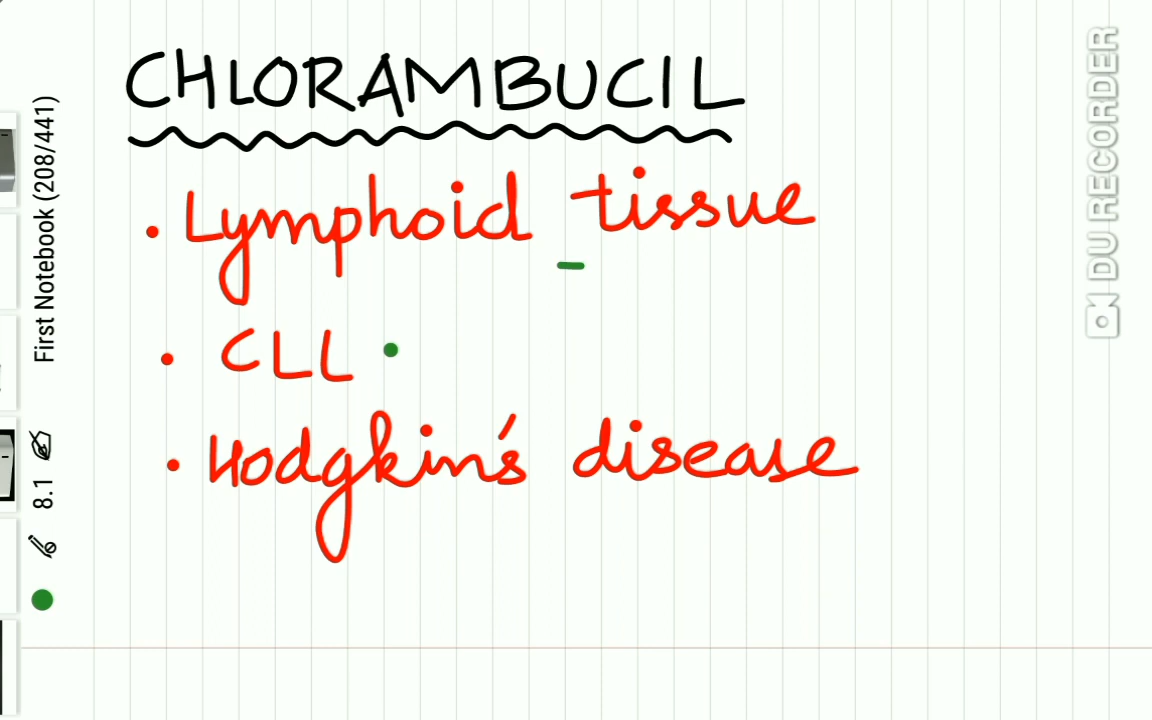 CHLORAMBUCIL
. Lymphoid tissue
. CLL
. Hodgkin's disease
First Notebook (208/441)
8.1
DU RECORDER